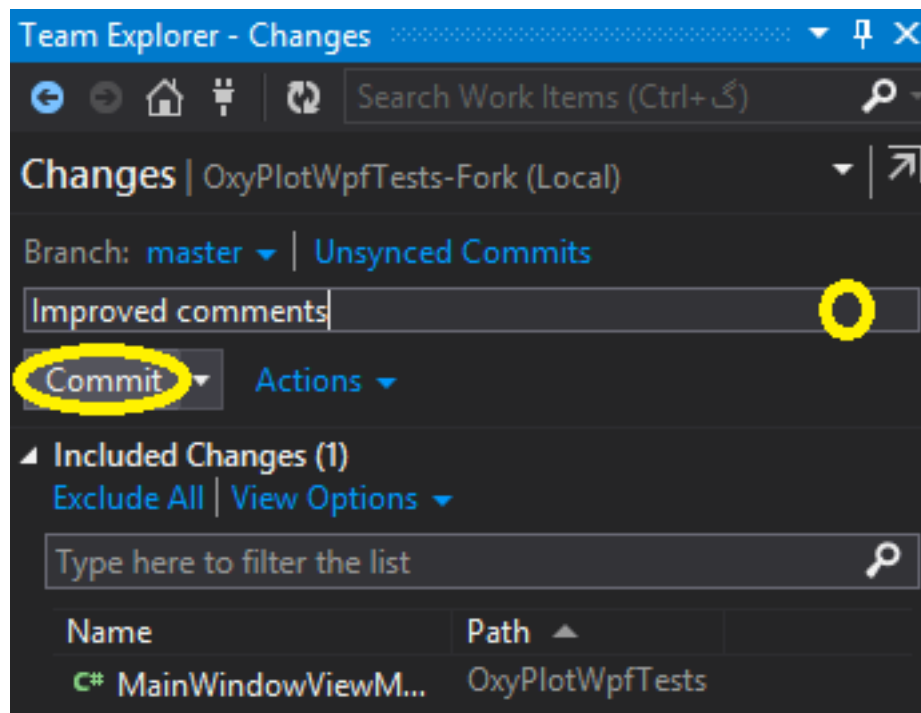 Team Explorer - Changes
Search Work Items (Ctrl+گ)
Changes | OxyPlotWpfTests-Fork (Local)
Branch: master | Unsynced Commits
Improved comments
Commit Actions
Included Changes (1)
Exclude All | View Options
Type here to filter the list
Name Path
C# MainWindowViewM... OxyPlotWpfTests